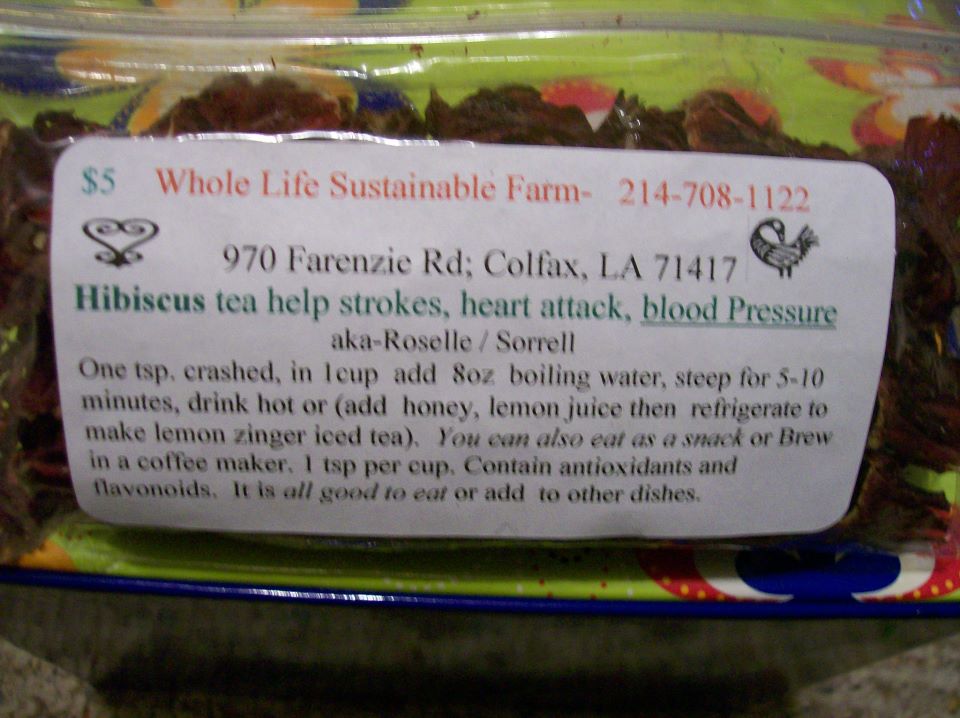 $5 Whole Life Sustainable Farm- 214-708-1122
970 Farenzie Rd; Colfax, LA 71417
Hibiscus tea help strokes, heart attack, blood Pressure
aka-Roselle / Sorrell
One tsp. crashed, in 1cup add 8oz boiling water, steep for 5-10
minutes, drink hot or (add honey, lemon juice then refrigerate to
make lemon zinger iced tea). You can also eat as a snack or Brew
in a coffee maker. 1 tsp per cup. Contain antioxidants and
flavonoids. It is all good to eat or add to other dishes.